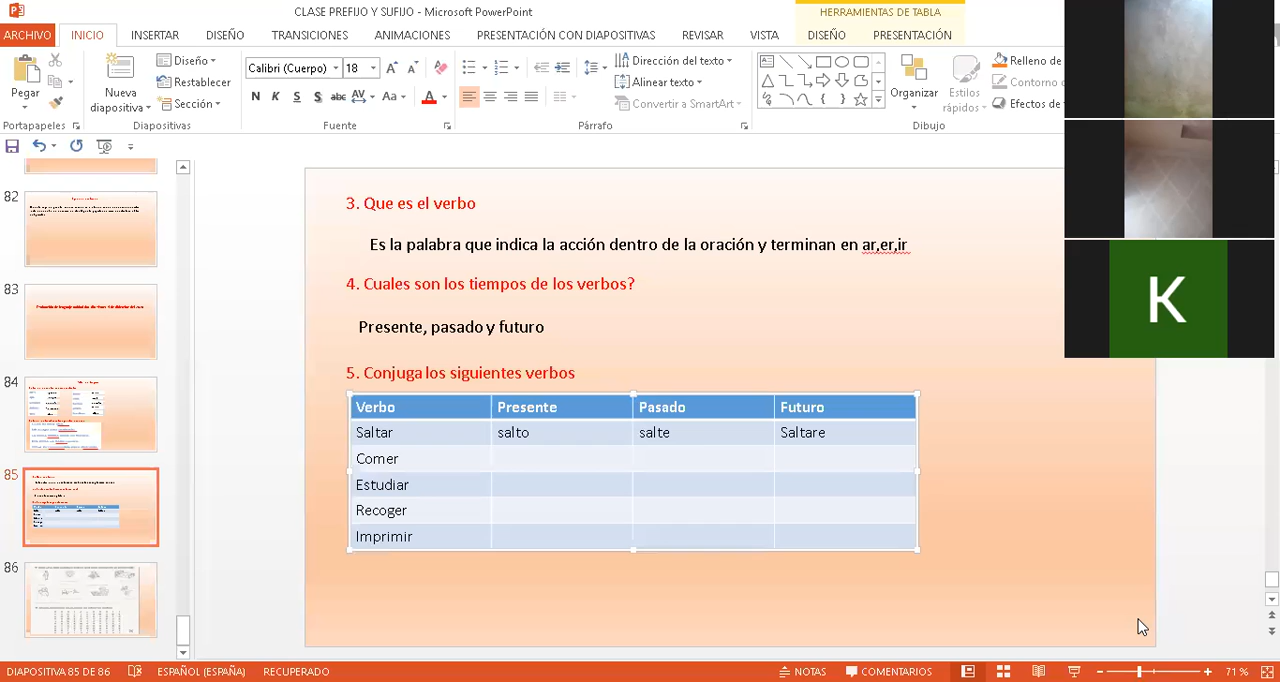 CLASE PREFIJO Y SUFIJO - Microsoft PowerPoint
HERRAMIENTAS DE TABLA
ARCHIVO INICIO INSERTAR DISEÑO TRANSICIONES ANIMACIONES PRESENTACIÓN CON DIAPOSITIVAS REVISAR VISTA DISEÑO PRESENTACIÓN
Pegar
Nueva diapositiva
Diseño
Restablecer
Sección
Calibri (Cuerpo) 18
N K S S abc AV Aa A
Dirección del texto
Alinear texto
Convertir a SmartArt
Organizar
Estilos rápidos
Relleno de
Contorno
Efectos de
Portapapeles Diapositivas Fuente Párrafo Dibujo
82
83
84
85
86
3. Que es el verbo
Es la palabra que indica la acción dentro de la oración y terminan en ar,er,ir
4. Cuales son los tiempos de los verbos?
Presente, pasado y futuro
5. Conjuga los siguientes verbos
Verbo Presente Pasado Futuro
Saltar salto salte Saltare
Comer
Estudiar
Recoger
Imprimir
K
DIAPOSITIVA 85 DE 86 ESPAÑOL (ESPAÑA) RECUPERADO NOTAS COMENTARIOS 71 %